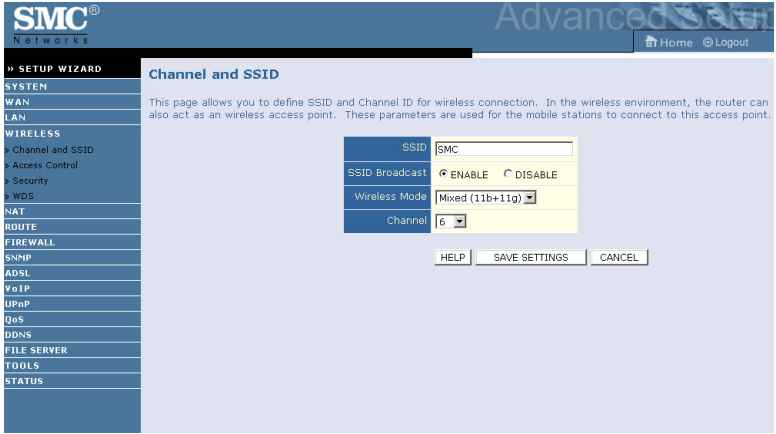 SMC®
Networks
Advanced Setup
Home Logout
» SETUP WIZARD
SYSTEM
WAN
LAN
WIRELESS
» Channel and SSID
» Access Control
» Security
» WDS
NAT
ROUTE
FIREWALL
SNMP
ADSL
VoIP
UPnP
QoS
DDNS
FILE SERVER
TOOLS
STATUS
Channel and SSID
This page allows you to define SSID and Channel ID for wireless connection. In the wireless environment, the router can
also act as an wireless access point. These parameters are used for the mobile stations to connect to this access point.
SSID SMC
SSID Broadcast ENABLE DISABLE
Wireless Mode Mixed (11b+11g)
Channel 6
HELP SAVE SETTINGS CANCEL